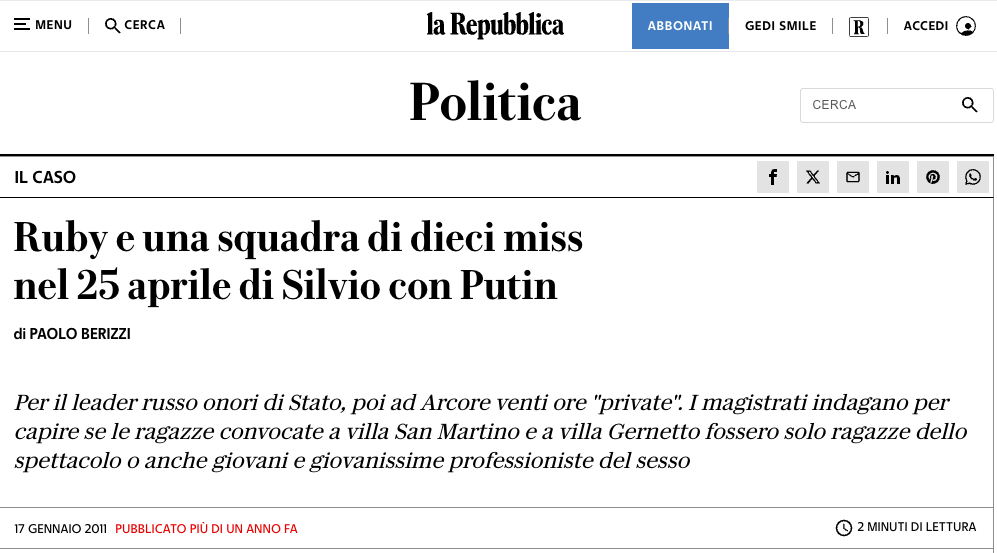 MENU CERCA la Repubblica ABBONATI GEDI SMILE R ACCEDI
Politica
CERCA
IL CASO
Ruby e una squadra di dieci miss
nel 25 aprile di Silvio con Putin
di PAOLO BERIZZI
Per il leader russo onori di Stato, poi ad Arcore venti ore "private". I magistrati indagano per
capire se le ragazze convocate a villa San Martino e a villa Gernetto fossero solo ragazze dello
spettacolo o anche giovani e giovanissime professioniste del sesso
17 GENNAIO 2011 PUBBLICATO PIÙ DI UN ANNO FA 2 MINUTI DI LETTURA